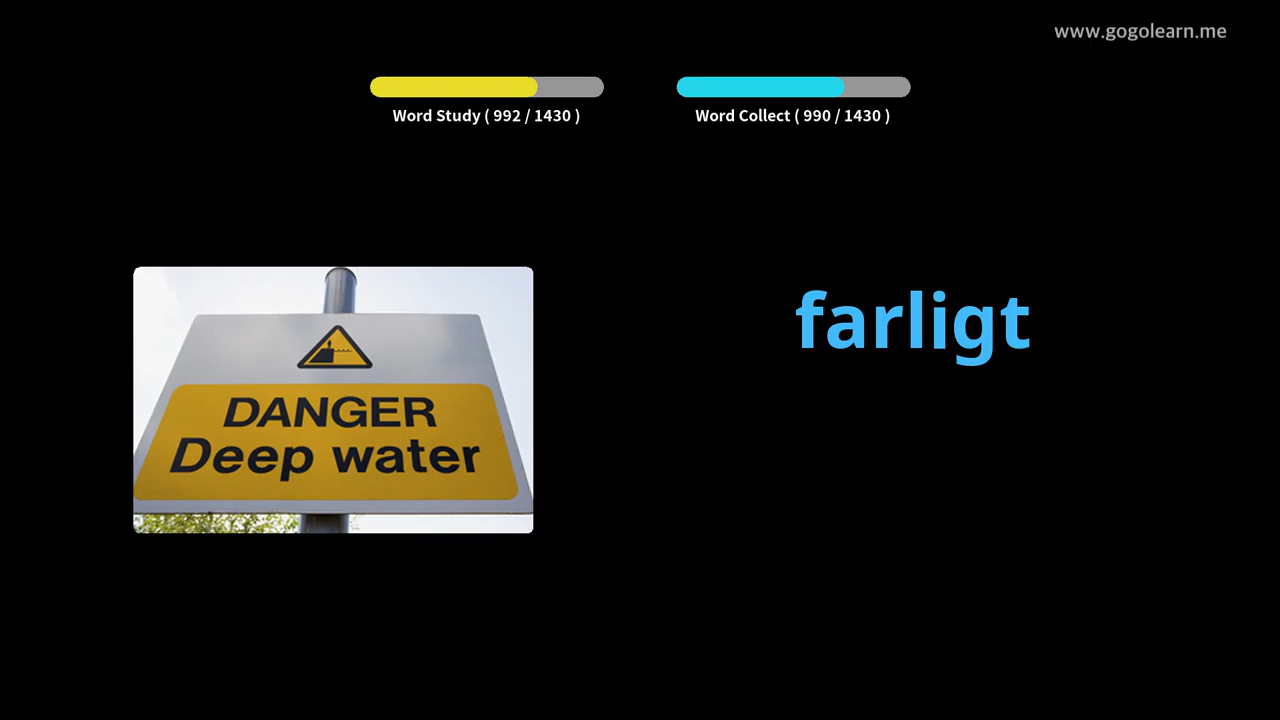 www.gogolearn.me
Word Study ( 992 / 1430 )
Word Collect ( 990 / 1430 )
DANGER
Deep water
farligt